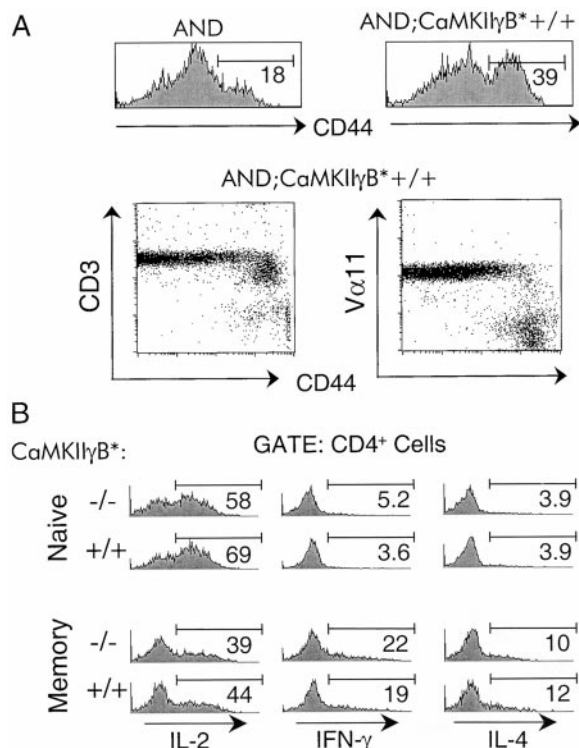 A
AND
AND;CaMKIIγB*+/+
18
39
CD44
AND;CaMKIIγB*+/+
CD3
Vα11
CD44
B
CaMKIIγB*:
GATE: CD4+ Cells
Naive
-/-
58
5.2
3.9
+/+
69
3.6
3.9
Memory
-/-
39
22
10
+/+
44
19
12
IL-2
IFN-γ
IL-4